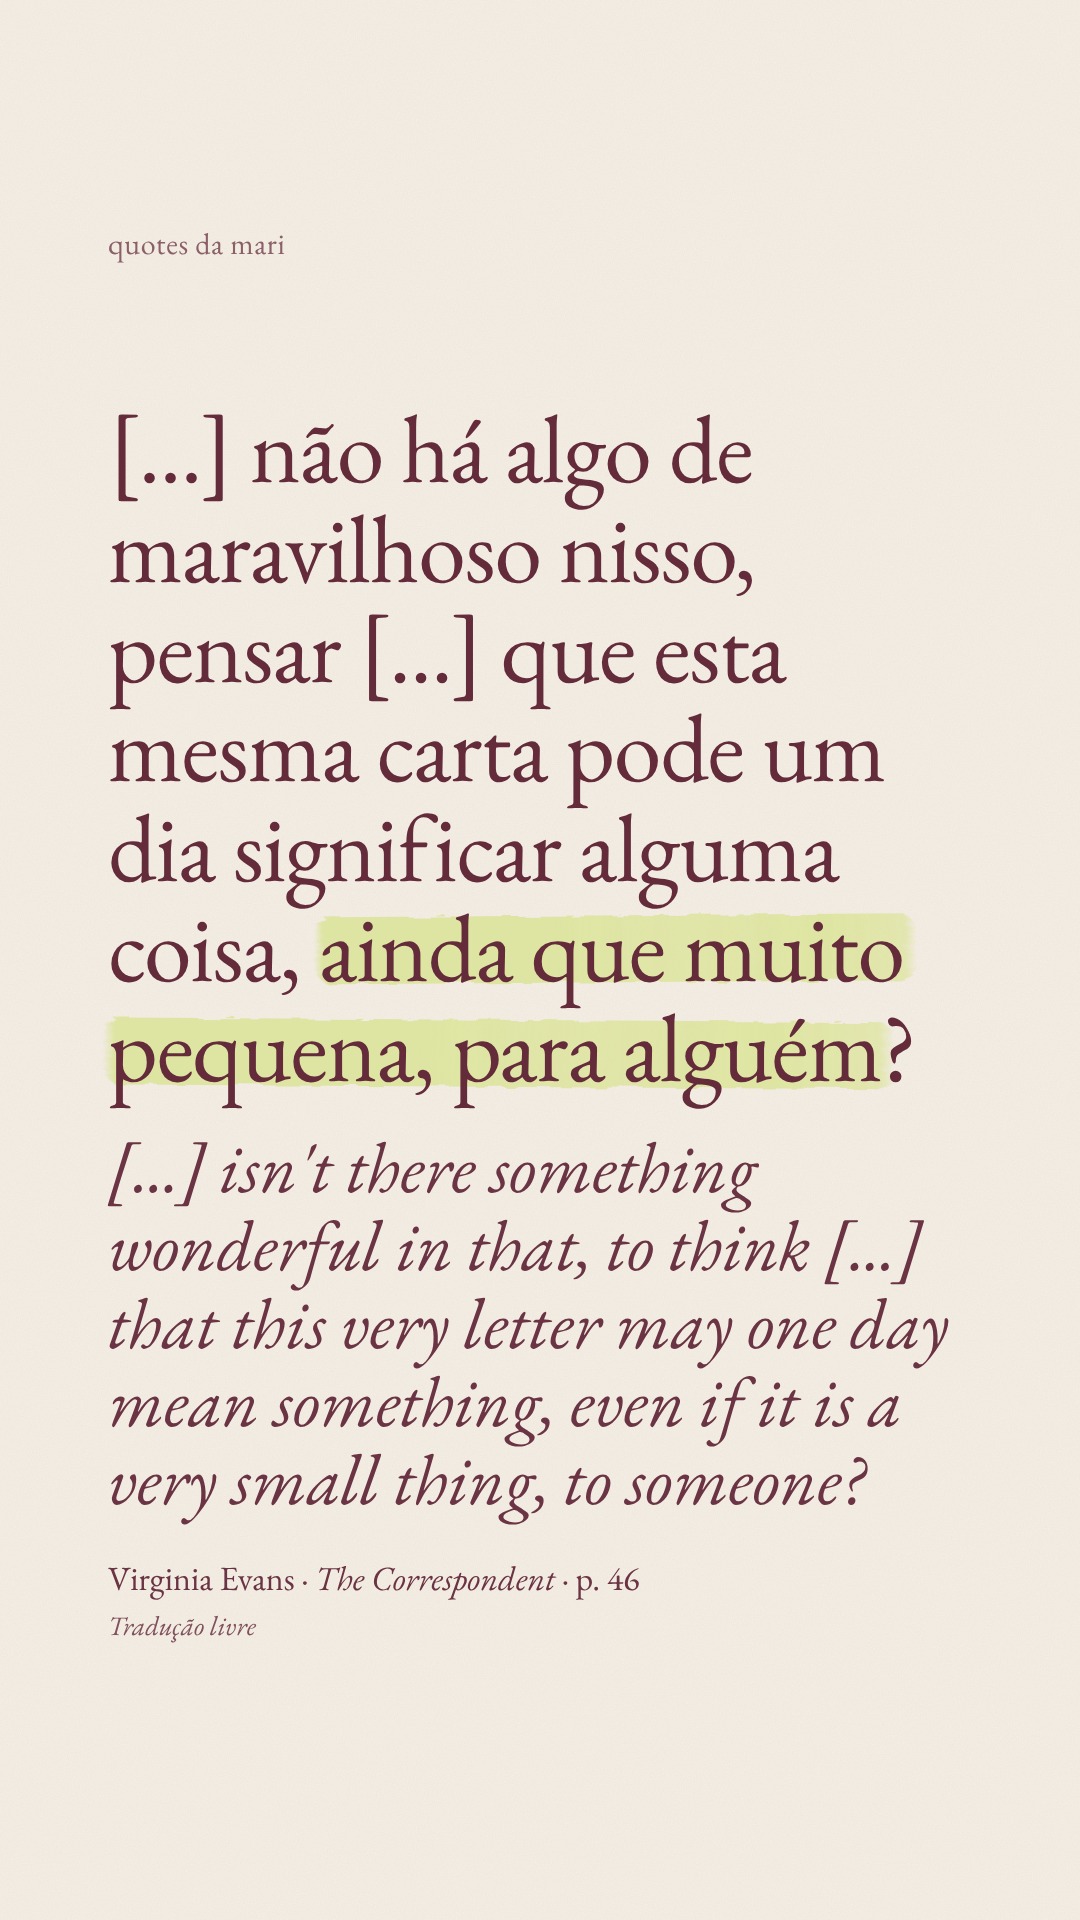 quotes da mari
[...] não há algo de
maravilhoso nisso,
pensar [...] que esta
mesma carta pode um
dia significar alguma
coisa, ainda que muito
pequena, para alguém?
[...] isn't there something
wonderful in that, to think [...]
that this very letter may one day
mean something, even if it is a
very small thing, to someone?
Virginia Evans · The Correspondent · p. 46
Tradução livre